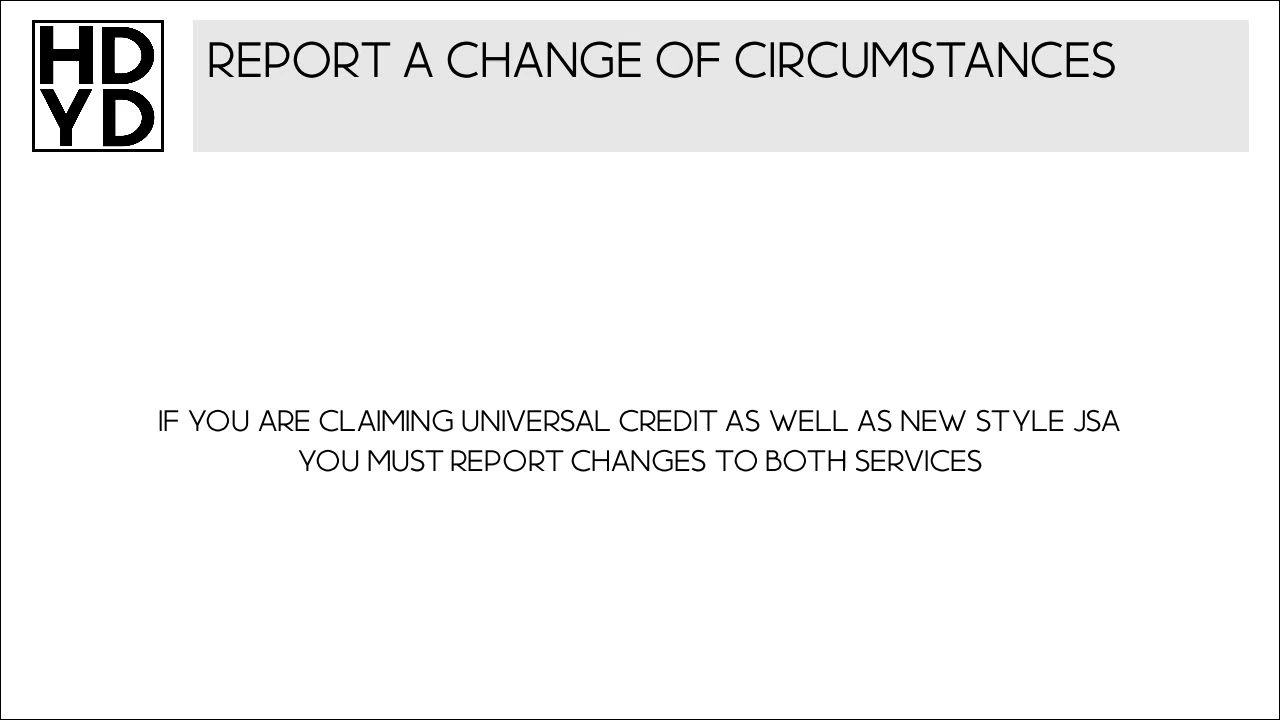 HD
YD
REPORT A CHANGE OF CIRCUMSTANCES
IF YOU ARE CLAIMING UNIVERSAL CREDIT AS WELL AS NEW STYLE JSA
YOU MUST REPORT CHANGES TO BOTH SERVICES